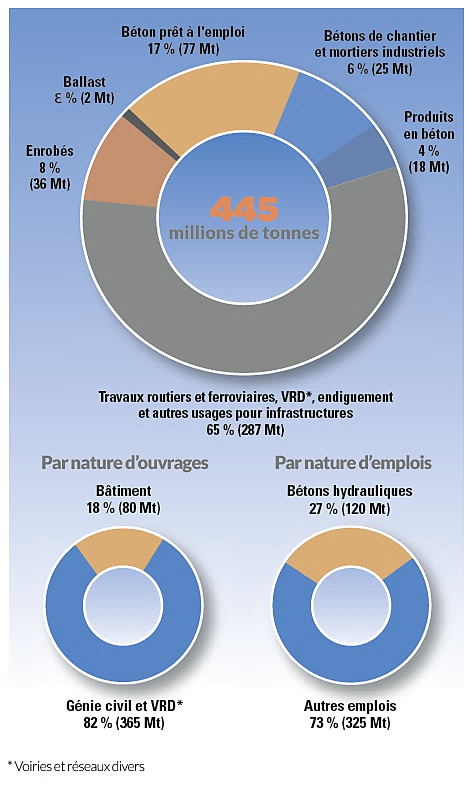 Béton prêt à l'emploi
17 % (77 Mt)
Bétons de chantier
et mortiers industriels
6 % (25 Mt)
Ballast
ε % (2 Mt)
Produits
en béton
4 %
(18 Mt)
Enrobés
8 %
(36 Mt)
445
millions de tonnes
Travaux routiers et ferroviaires, VRD*, endiguement
et autres usages pour infrastructures
65 % (287 Mt)
Par nature d'ouvrages
Bâtiment
18 % (80 Mt)
Génie civil et VRD*
82 % (365 Mt)
Par nature d'emplois
Bétons hydrauliques
27 % (120 Mt)
Autres emplois
73 % (325 Mt)
* Voiries et réseaux divers